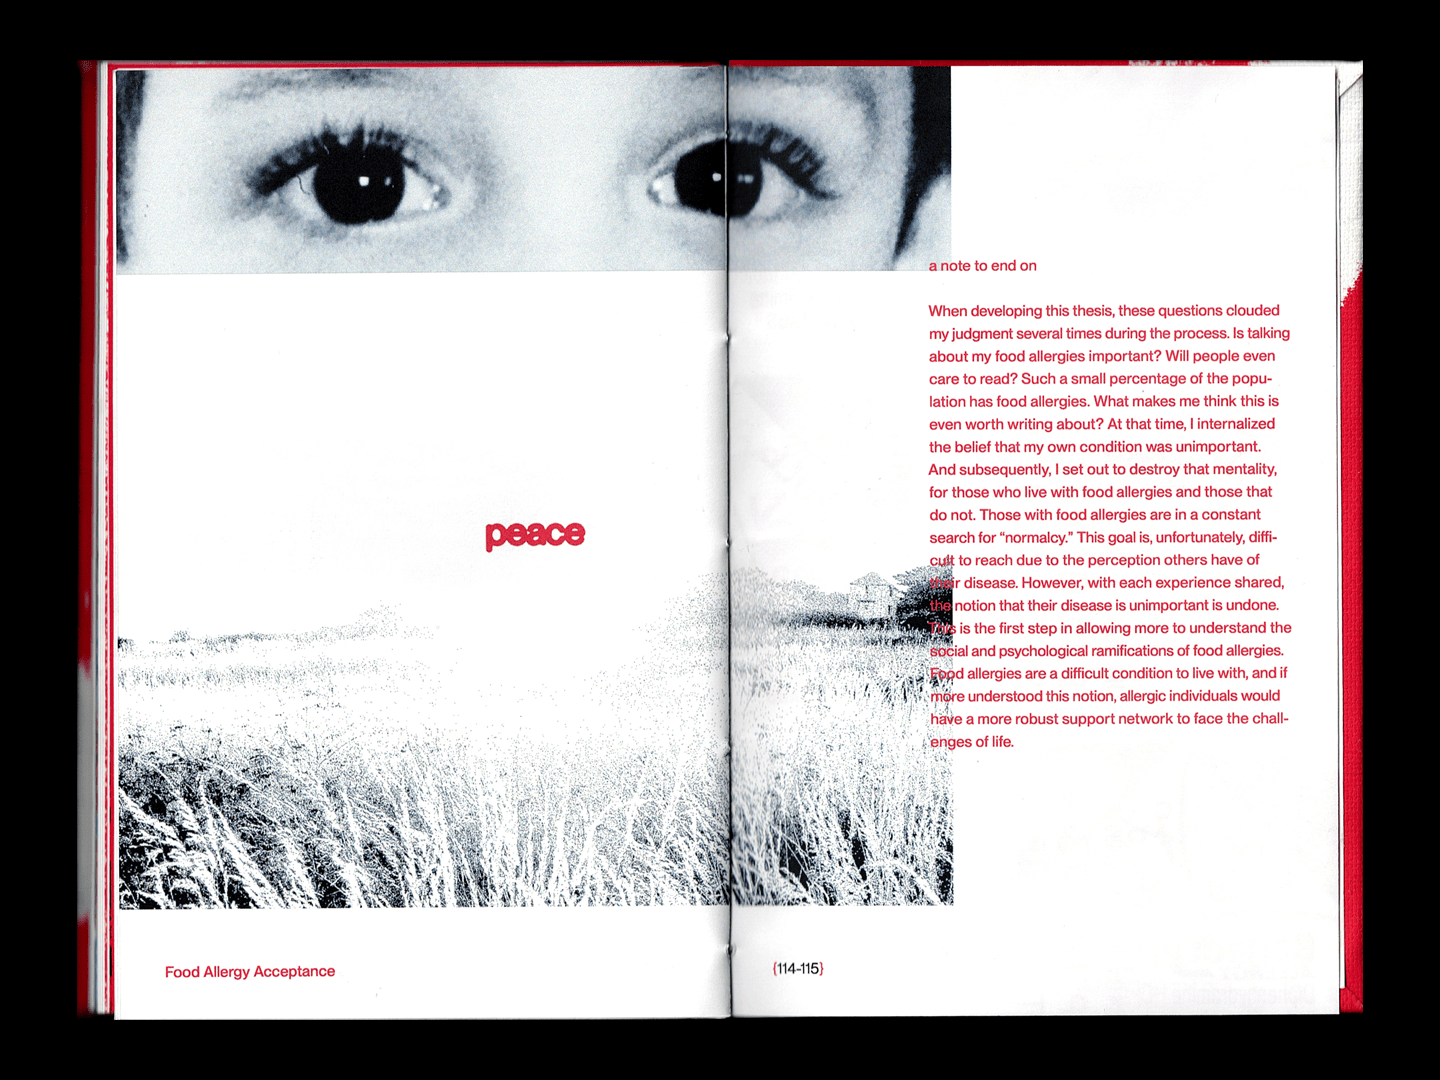 peace
Food Allergy Acceptance
a note to end on
When developing this thesis, these questions clouded
my judgment several times during the process. Is talking
about my food allergies important? Will people even
care to read? Such a small percentage of the popu-
lation has food allergies. What makes me think this is
even worth writing about? At that time, I internalized
the belief that my own condition was unimportant.
And subsequently, I set out to destroy that mentality,
for those who live with food allergies and those that
do not. Those with food allergies are in a constant
search for “normalcy.” This goal is, unfortunately, diffi-
cult to reach due to the perception others have of
their disease. However, with each experience shared,
the notion that their disease is unimportant is undone.
This is the first step in allowing more to understand the
social and psychological ramifications of food allergies.
Food allergies are a difficult condition to live with, and if
more understood this notion, allergic individuals would
have a more robust support network to face the chall-
enges of life.
{114-115}